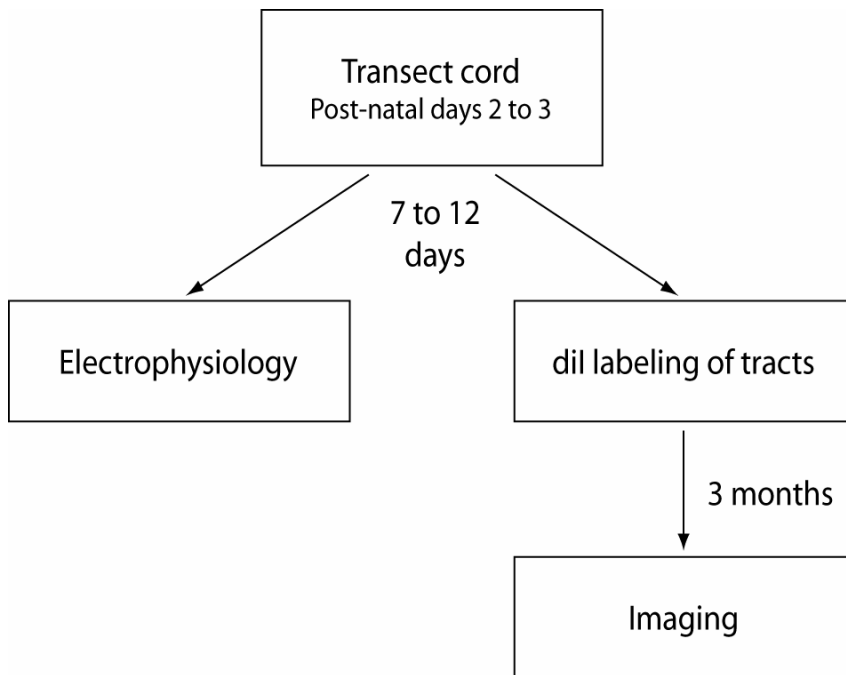 Transect cord
Post-natal days 2 to 3
7 to 12
days
Electrophysiology
dil labeling of tracts
3 months
Imaging